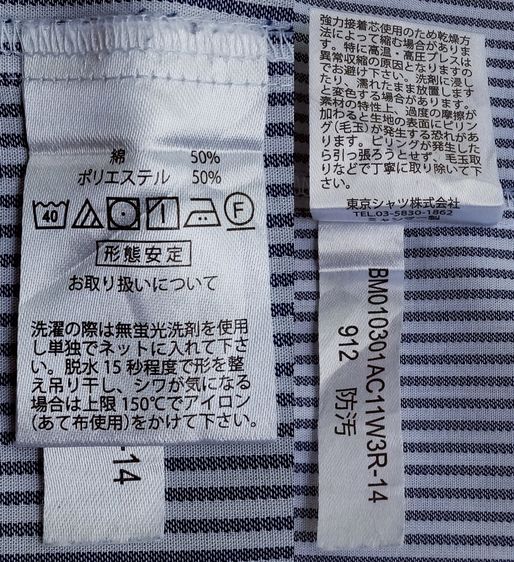 綿 50%
ポリエステル 50%
40
F
形態安定
お取り扱いについて
洗濯の際は無蛍光洗剤を使用
し単独でネットに入れて下さ
い。脱水15秒程度で形を整
え吊り干し、シワが気になる
場合は上限150℃でアイロン
(あて布使用)をかけて下さい。
-14
強力接着芯使用のため乾燥方
法によって縮む場合がありま
す。特に高温・高圧プレスは
異常収縮の原因となりますの
でお避け下さい。洗剤に浸し
たり、濡れたまま放置します
と変色する場合があります。
素材の特性上、過度の摩擦が
加わると生地の表面にピリン
グ(毛玉)が発生する恐れがあ
ります。ピリングが発生した
ら引っ張ろうとせず、毛玉取
りなどで丁寧に取り除いて下
さい。
東京シャツ株式会社
TEL.03-5830-1862
ミャンマー製
BM010301AC11W3R-14
912 防汚